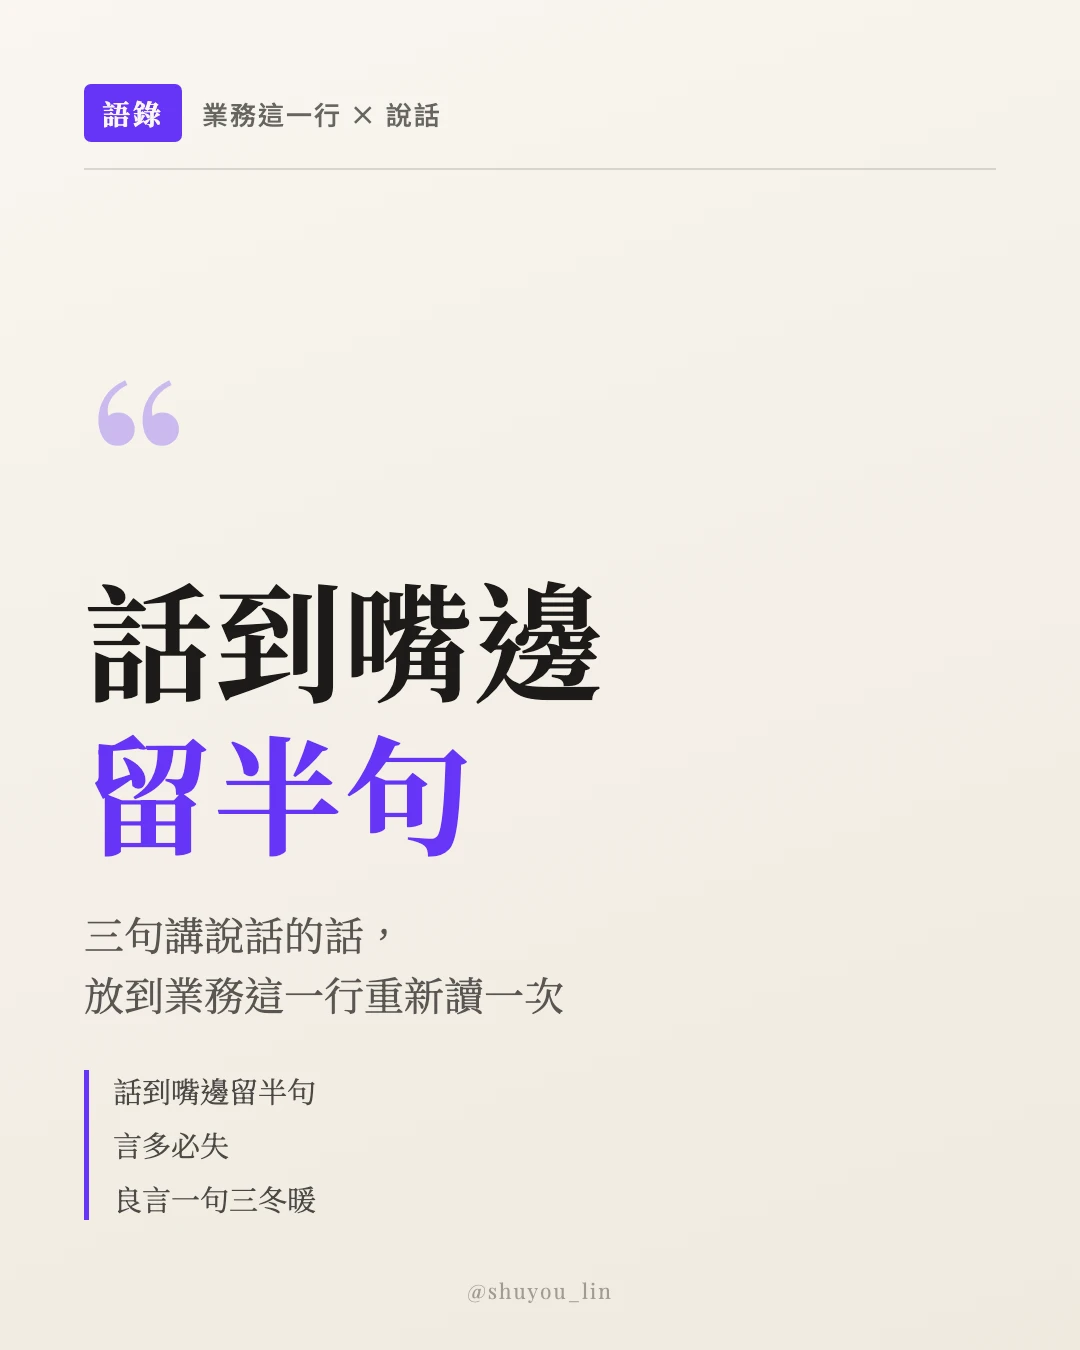 語錄
業務這一行 × 說話
“
話到嘴邊
留半句
三句講說話的話，
放到業務這一行重新讀一次
話到嘴邊留半句
言多必失
良言一句三冬暖
@shuyou_lin